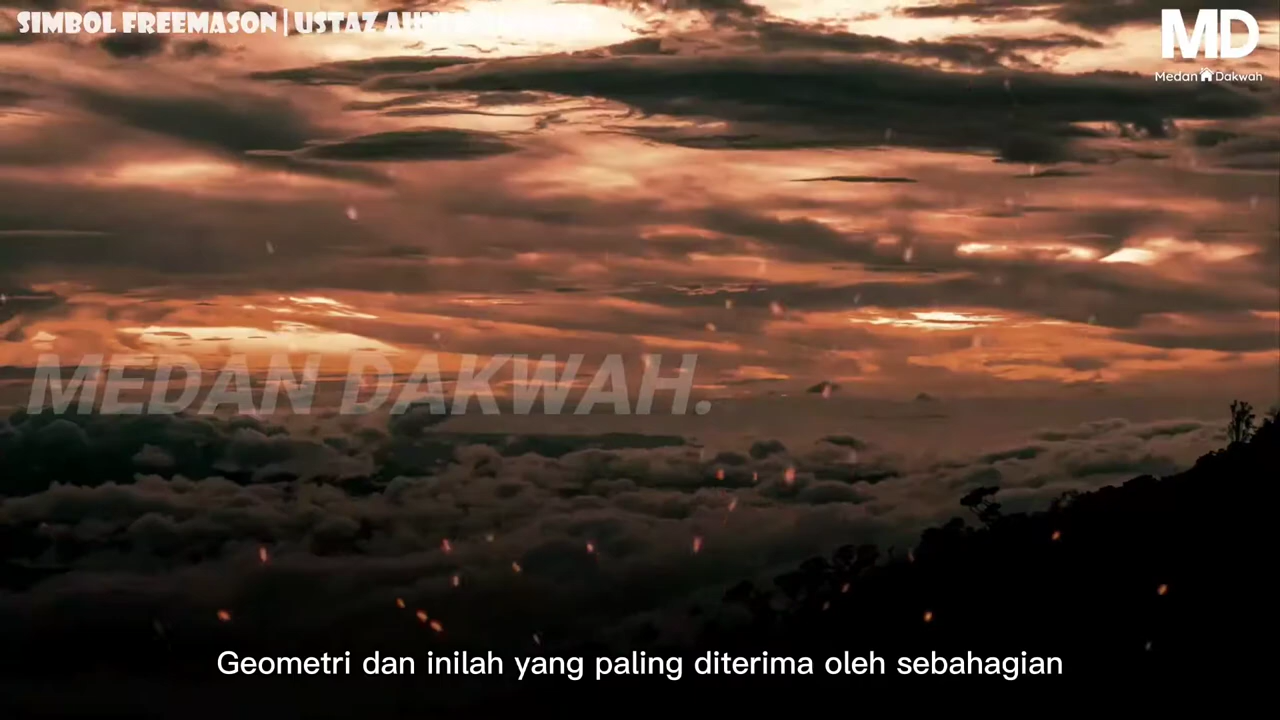 SIMBOL FREEMASON | USTAZ
MD
Medan Dakwah
MEDAN DAKWAH.
Geometri dan inilah yang paling diterima oleh sebahagian